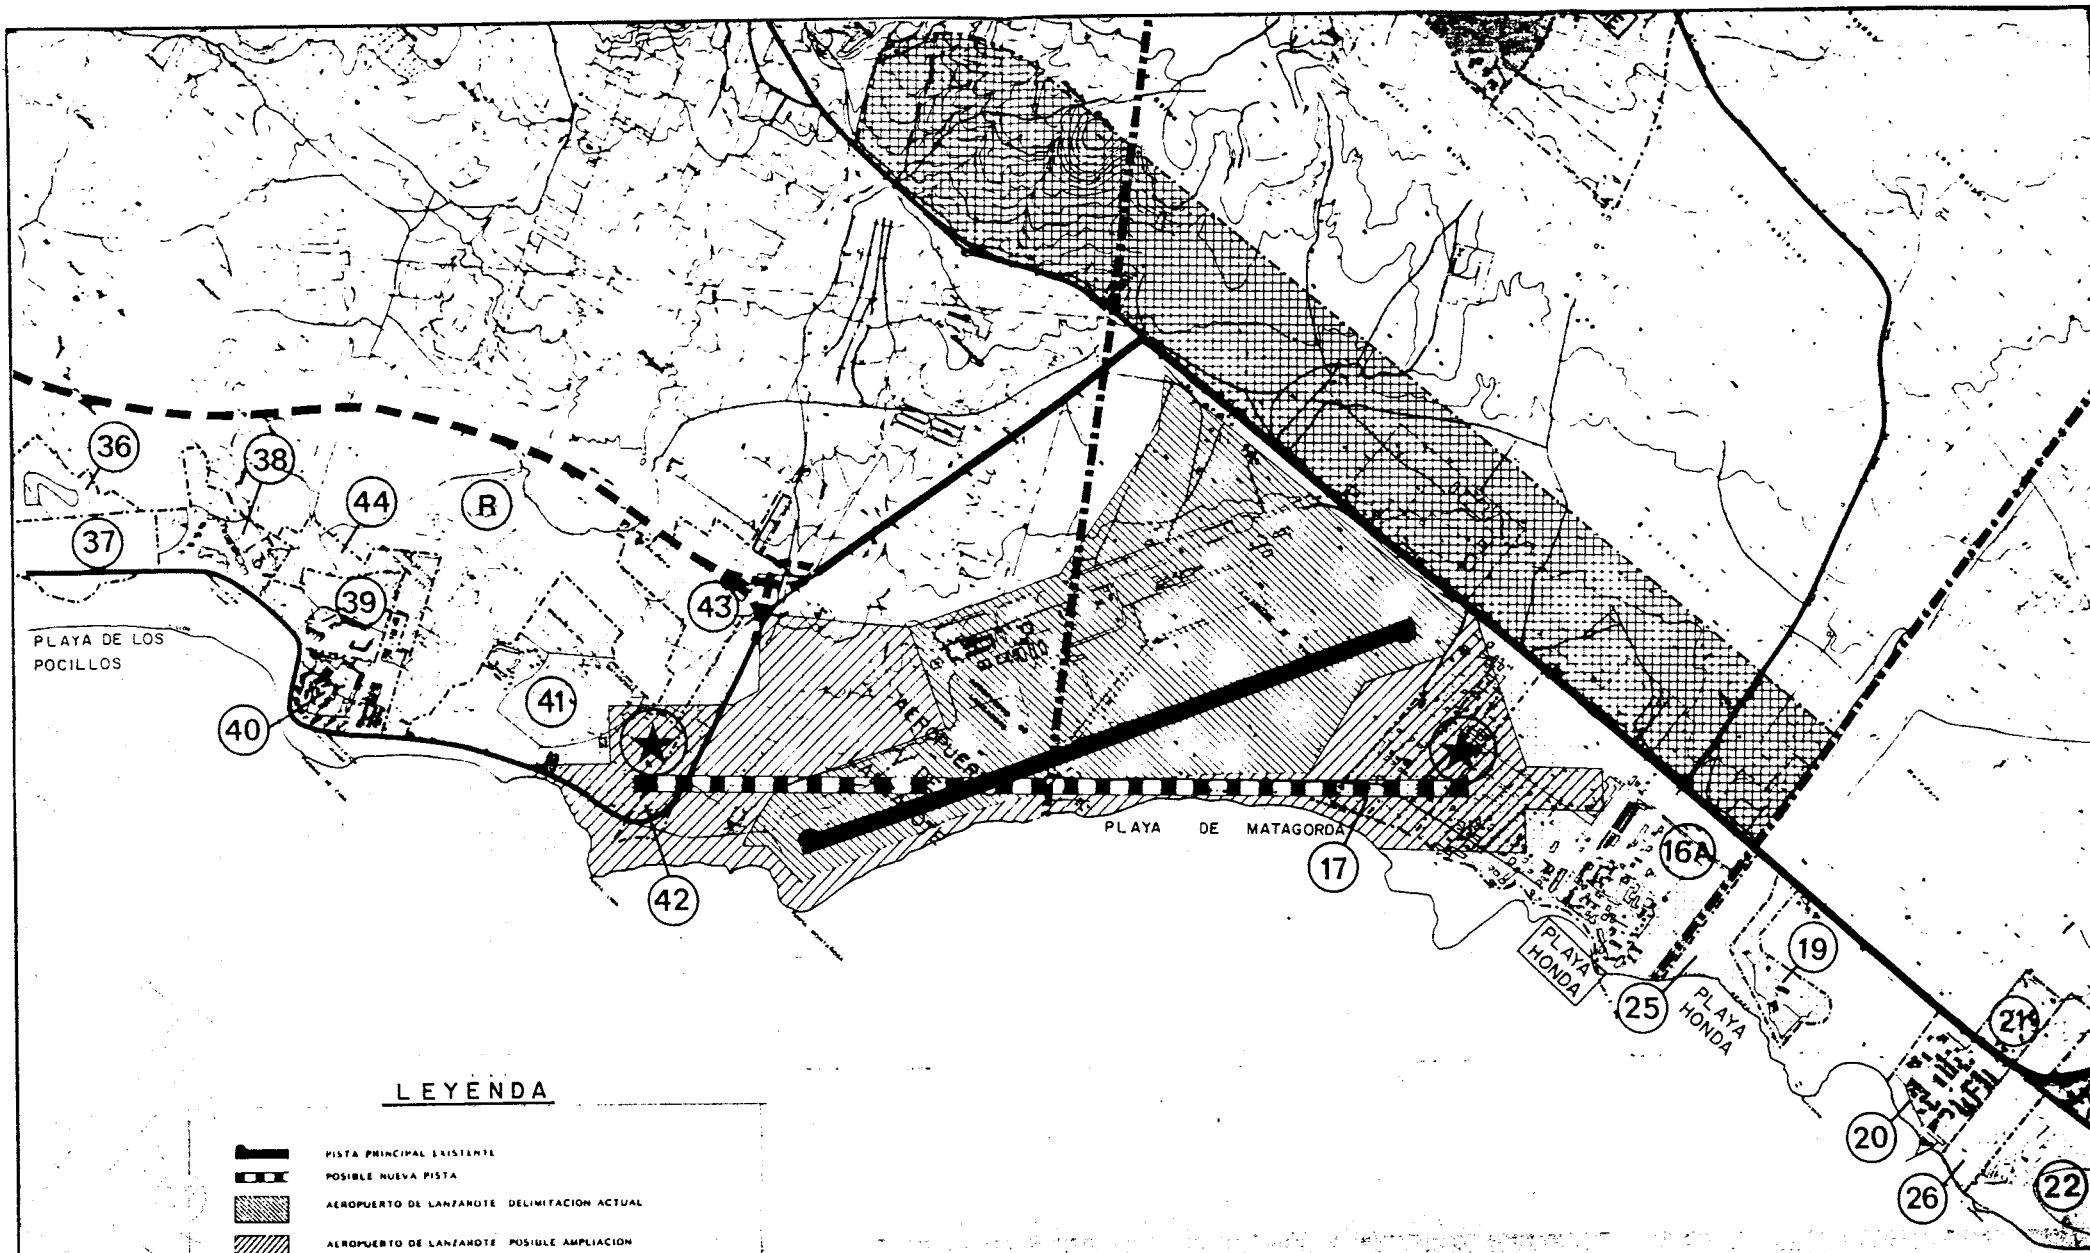 36
38
44
R
37
39
43
PLAYA DE LOS
POCILLOS
40
41
AEROPUER
DE
42
PLAYA DE MATAGORDA
17
16A
PLAYA
HONDA
19
25
PLAYA
HONDA
21
20
26
22
LEYENDA
PISTA PRINCIPAL EXISTENTE
POSIBLE NUEVA PISTA
AEROPUERTO DE LANZAROTE DELIMITACION ACTUAL
AEROPUERTO DE LANZAROTE POSIBLE AMPLIACION